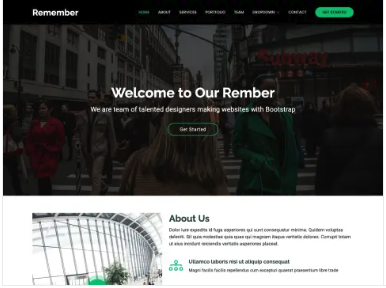 Remember
HOME ABOUT SERVICES PORTFOLIO TEAM DROPDOWN CONTACT GET STARTED
Welcome to Our Rember
We are team of talented designers making websites with Bootstrap
Get Started
About Us
Dolor iure expedita id fuga asperiores qui sunt consequatur minima. Quidem voluptas
deleniti. Sit quia molestiae quia quas qui magnam itaque veritatis dolores. Corrupti totam
ut eius incidunt reiciendis veritatis asperiores placeat.
Ullamco laboris nisi ut aliquip consequat
Magni facilis facilis repellendus cum excepturi quaerat praesentium libre trade